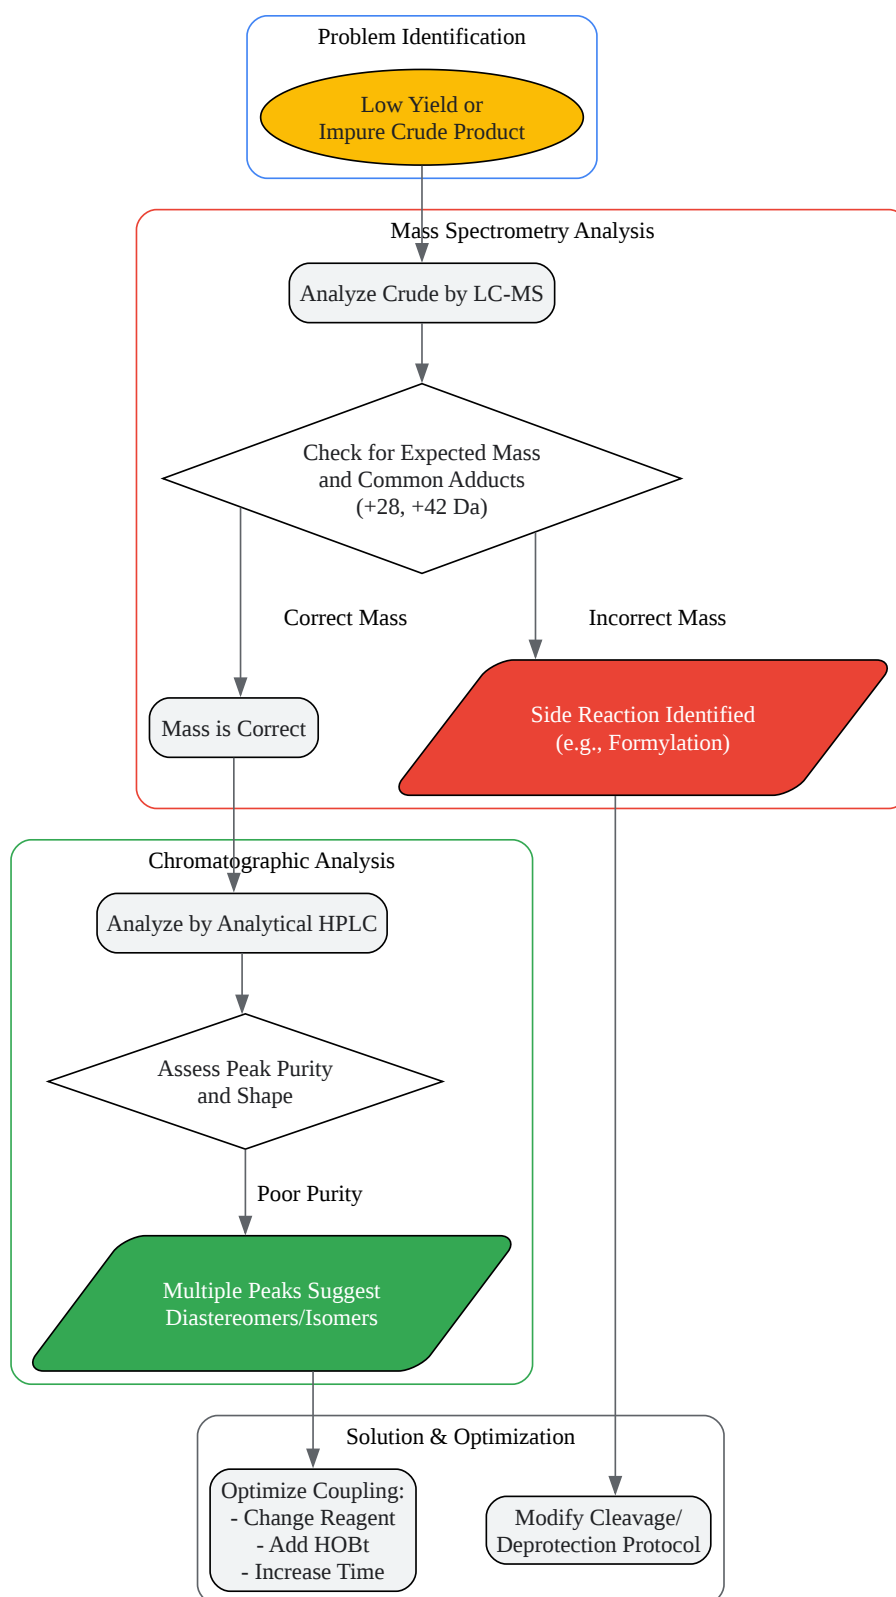 Problem Identification
Low Yield or
Impure Crude Product
Mass Spectrometry Analysis
Analyze Crude by LC-MS
Check for Expected Mass
and Common Adducts
(+28, +42 Da)
Correct Mass
Incorrect Mass
Mass is Correct
Side Reaction Identified
(e.g., Formylation)
Chromatographic Analysis
Analyze by Analytical HPLC
Assess Peak Purity
and Shape
Poor Purity
Multiple Peaks Suggest
Diastereomers/Isomers
Solution & Optimization
Optimize Coupling:
- Change Reagent
- Add HOBt
- Increase Time
Modify Cleavage/
Deprotection Protocol